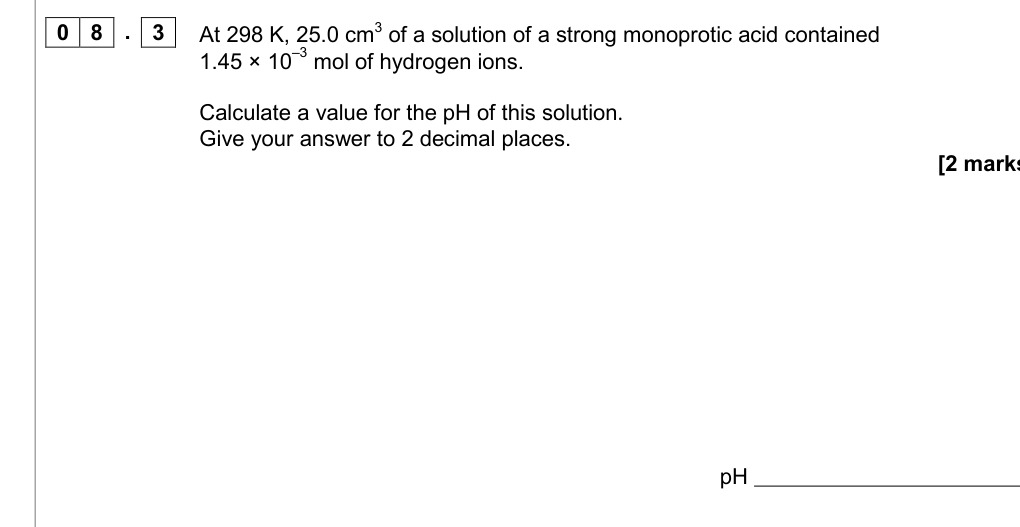 0 8 . 3 At 298 K, 25.0 cm³ of a solution of a strong monoprotic acid contained
1.45 × 10⁻³ mol of hydrogen ions.
Calculate a value for the pH of this solution.
Give your answer to 2 decimal places.
[2 marks
pH